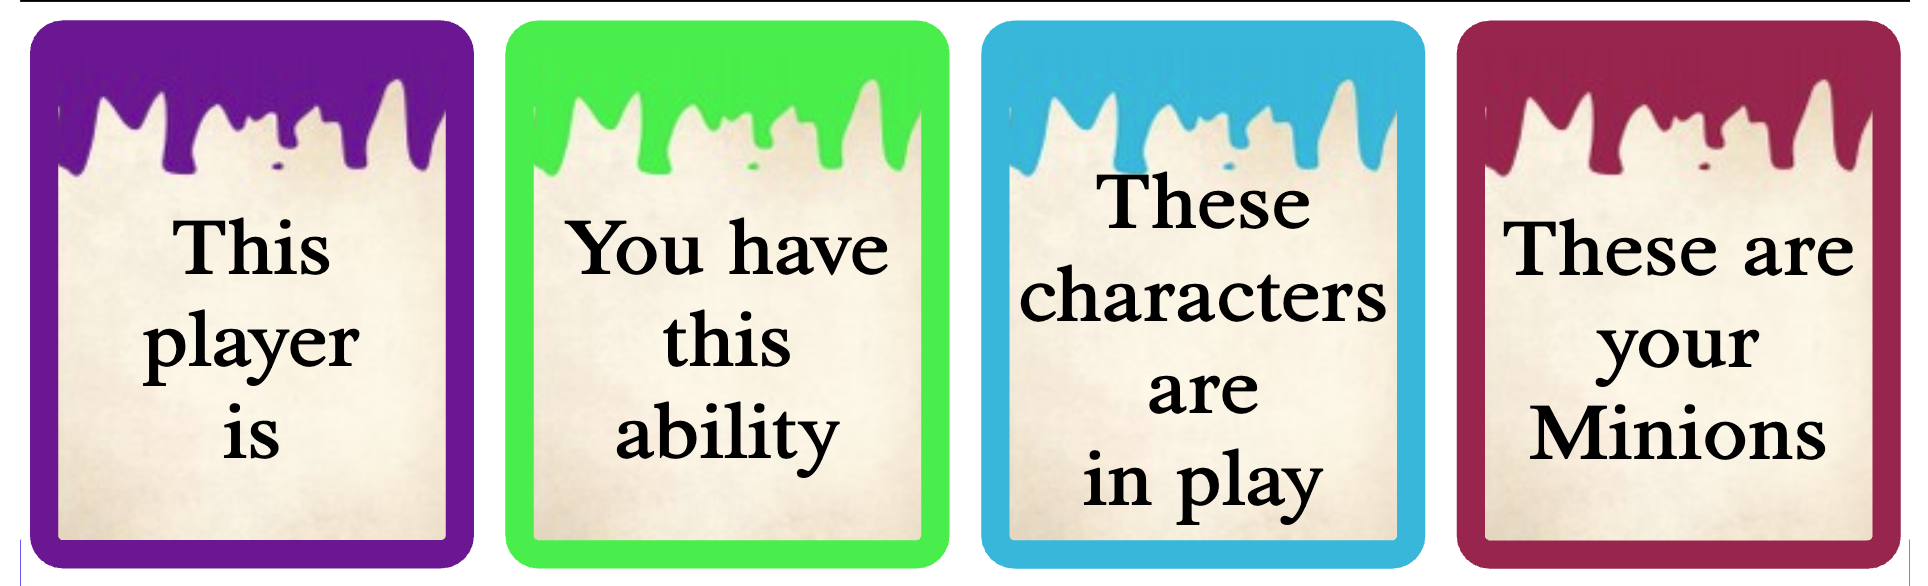 This
player
is
You have
this
ability
These
characters
are
in play
These are
your
Minions